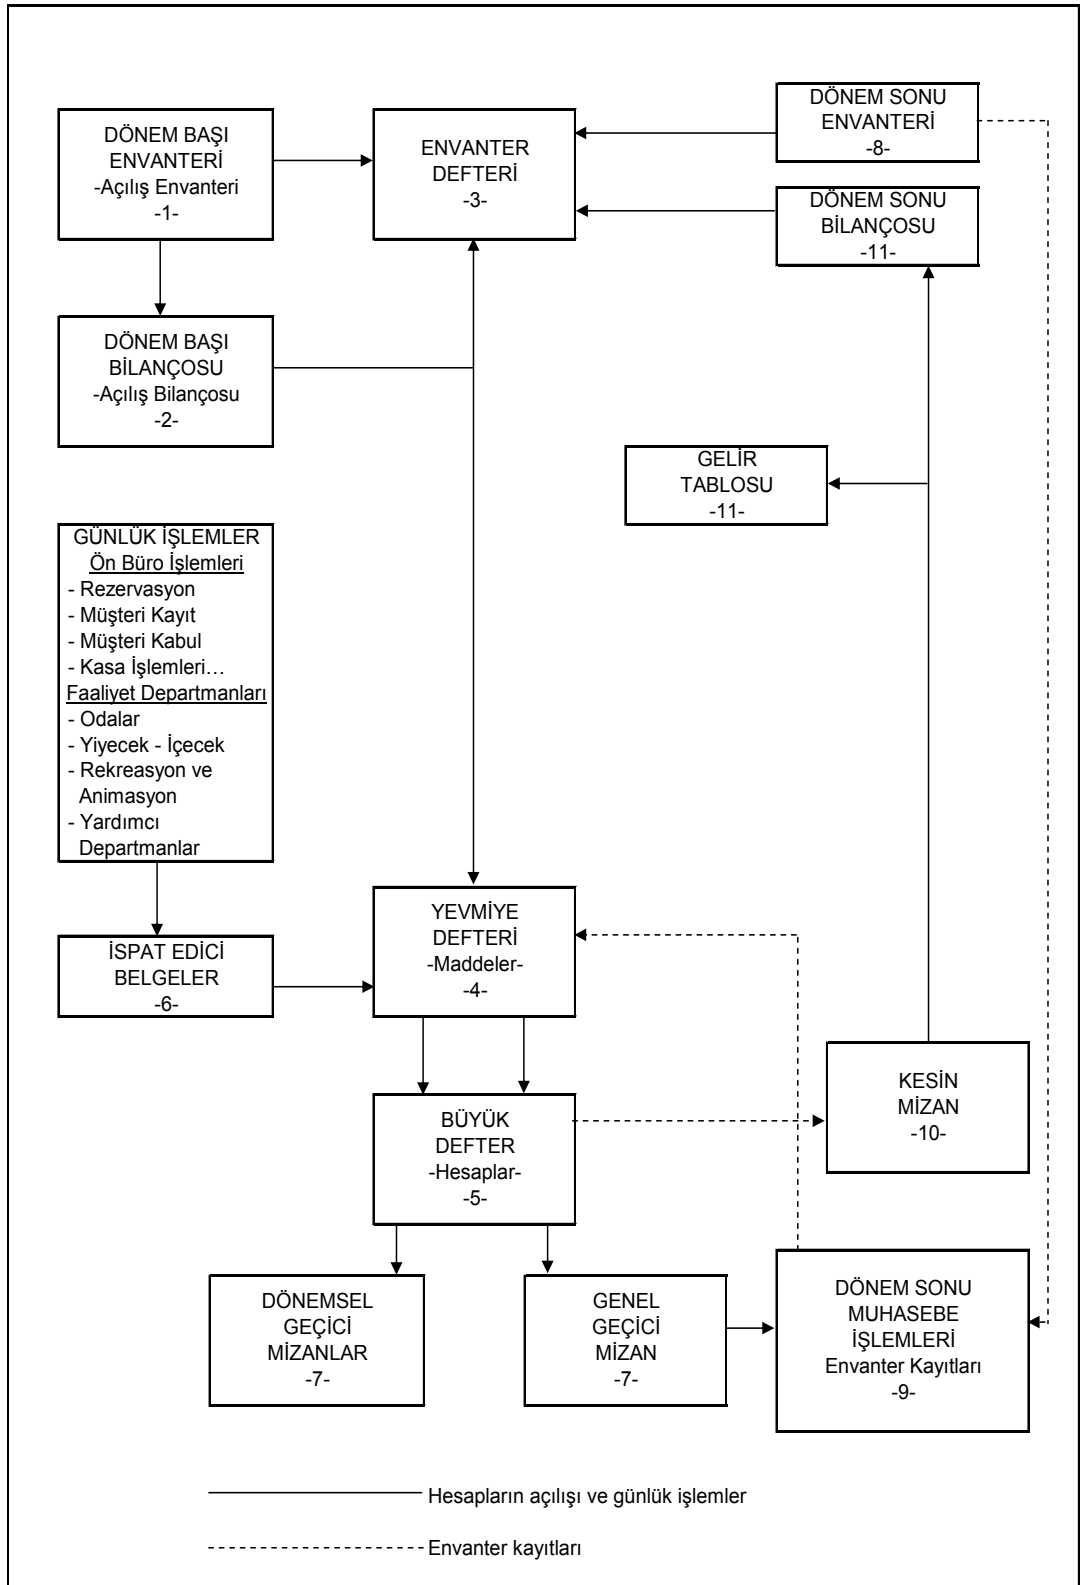 DÖNEM BAŞI
ENVANTERİ
-Açılış Envanteri
-1-
ENVANTER
DEFTERİ
-3-
DÖNEM SONU
ENVANTERİ
-8-
DÖNEM SONU
BİLANÇOSU
-11-
DÖNEM BAŞI
BİLANÇOSU
-Açılış Bilançosu
-2-
GELİR
TABLOSU
-11-
GÜNLÜK İŞLEMLER
Ön Büro İşlemleri
- Rezervasyon
- Müşteri Kayıt
- Müşteri Kabul
- Kasa İşlemleri…
Faaliyet Departmanları
- Odalar
- Yiyecek - İçecek
- Rekreasyon ve
Animasyon
- Yardımcı
Departmanlar
İSPAT EDİCİ
BELGELER
-6-
YEVMİYE
DEFTERİ
-Maddeler-
-4-
BÜYÜK
DEFTER
-Hesaplar-
-5-
KESİN
MİZAN
-10-
DÖNEMSEL
GEÇİCİ
MİZANLAR
-7-
GENEL
GEÇİCİ
MİZAN
-7-
DÖNEM SONU
MUHASEBE
İŞLEMLERİ
Envanter Kayıtları
-9-
Hesapların açılışı ve günlük işlemler
Envanter kayıtları